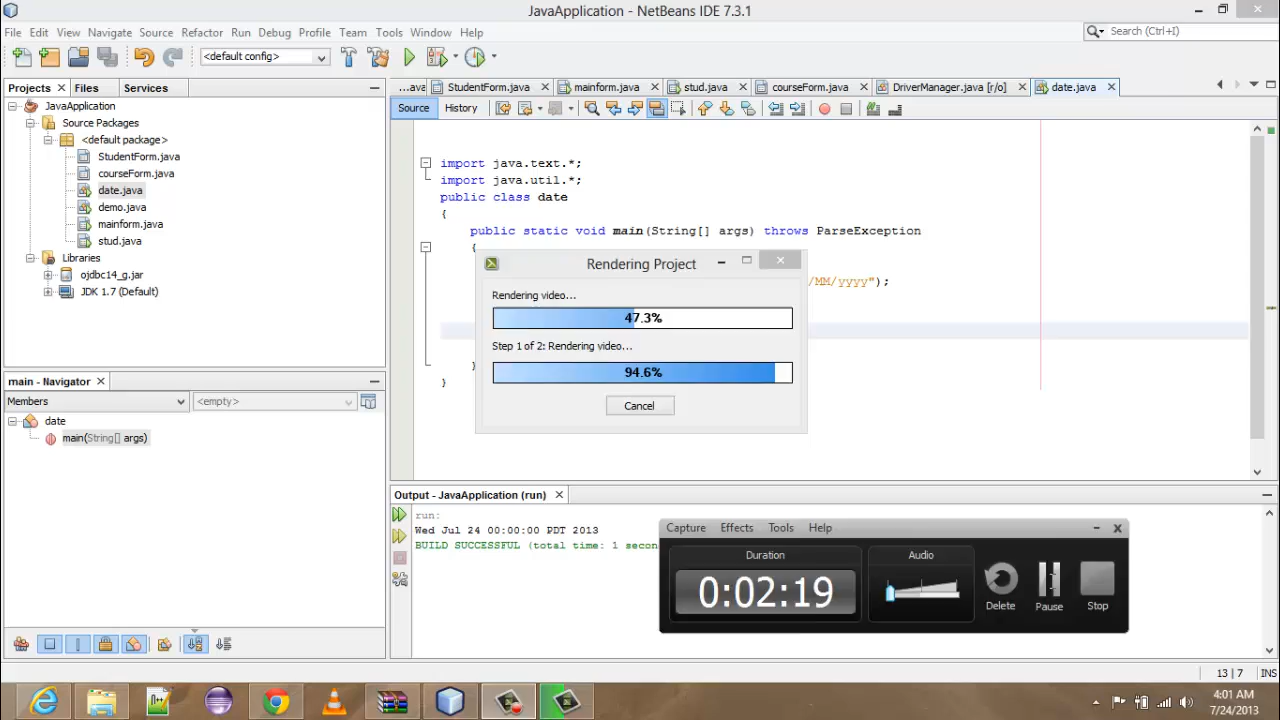 JavaApplication - NetBeans IDE 7.3.1
File Edit View Navigate Source Refactor Run Debug Profile Team Tools Window Help
Search (Ctrl+I)
<default config>
Projects Files Services
...ava StudentForm.java mainform.java stud.java courseForm.java DriverManager.java [r/o] date.java
Source History
JavaApplication
Source Packages
<default package>
StudentForm.java
courseForm.java
date.java
demo.java
mainform.java
stud.java
Libraries
ojdbc14_g.jar
JDK 1.7 (Default)
import java.text.*;
import java.util.*;
public class date
{
public static void main(String[] args) throws ParseException
{
/MM/yyyy");
}
}
Rendering Project
Rendering video...
47.3%
Step 1 of 2: Rendering video...
94.6%
Cancel
main - Navigator
Members <empty>
date
main(String[] args)
Output - JavaApplication (run)
run:
Wed Jul 24 00:00:00 PDT 2013
BUILD SUCCESSFUL (total time: 1 secon
Capture Effects Tools Help
Duration Audio
0:02:19
Delete Pause Stop
13 | 7 INS
4:01 AM
7/24/2013